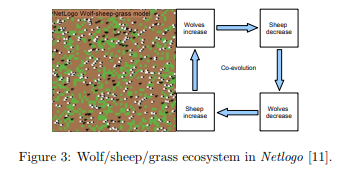 NetLogo Wolf-sheep-grass model
Wolves
increase
Sheep
decrease
Co-evolution
Sheep
increase
Wolves
decrease
Figure 3: Wolf/sheep/grass ecosystem in Netlogo [11].